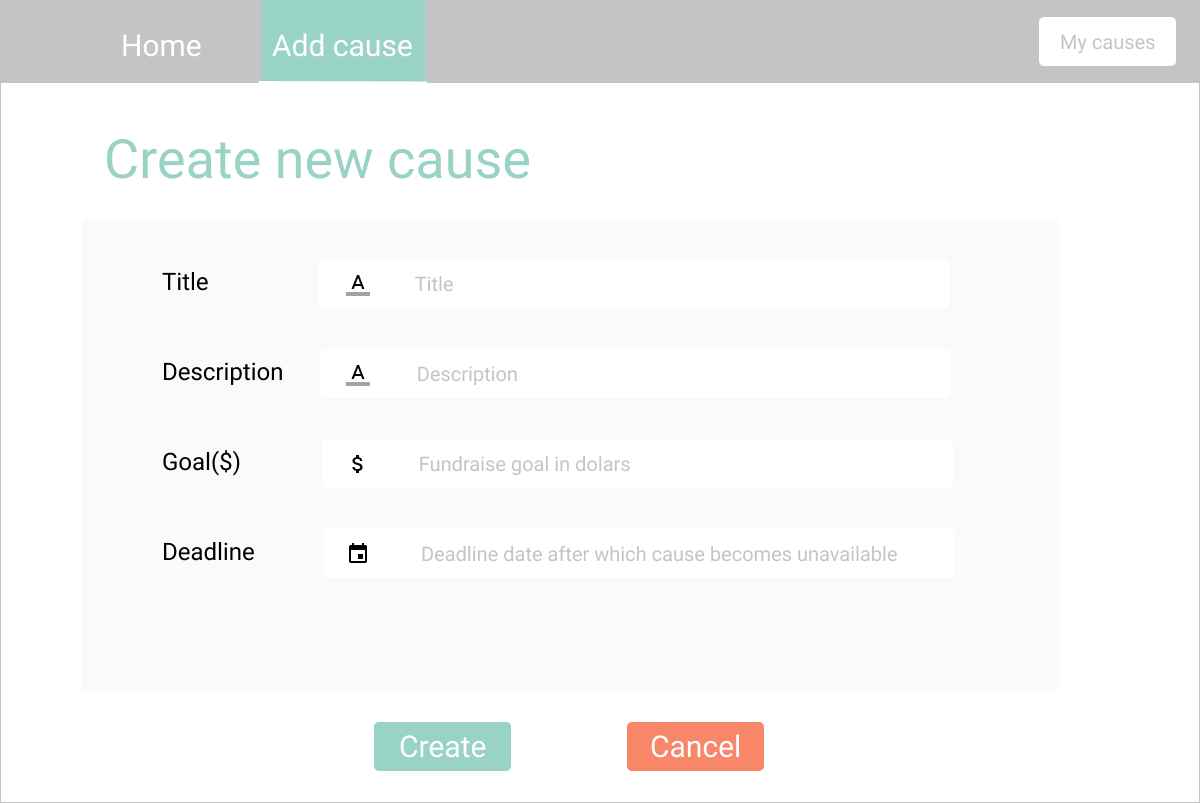 Home Add cause My causes
Create new cause
Title A Title
Description A Description
Goal($) $ Fundraise goal in dolars
Deadline Deadline date after which cause becomes unavailable
Create Cancel